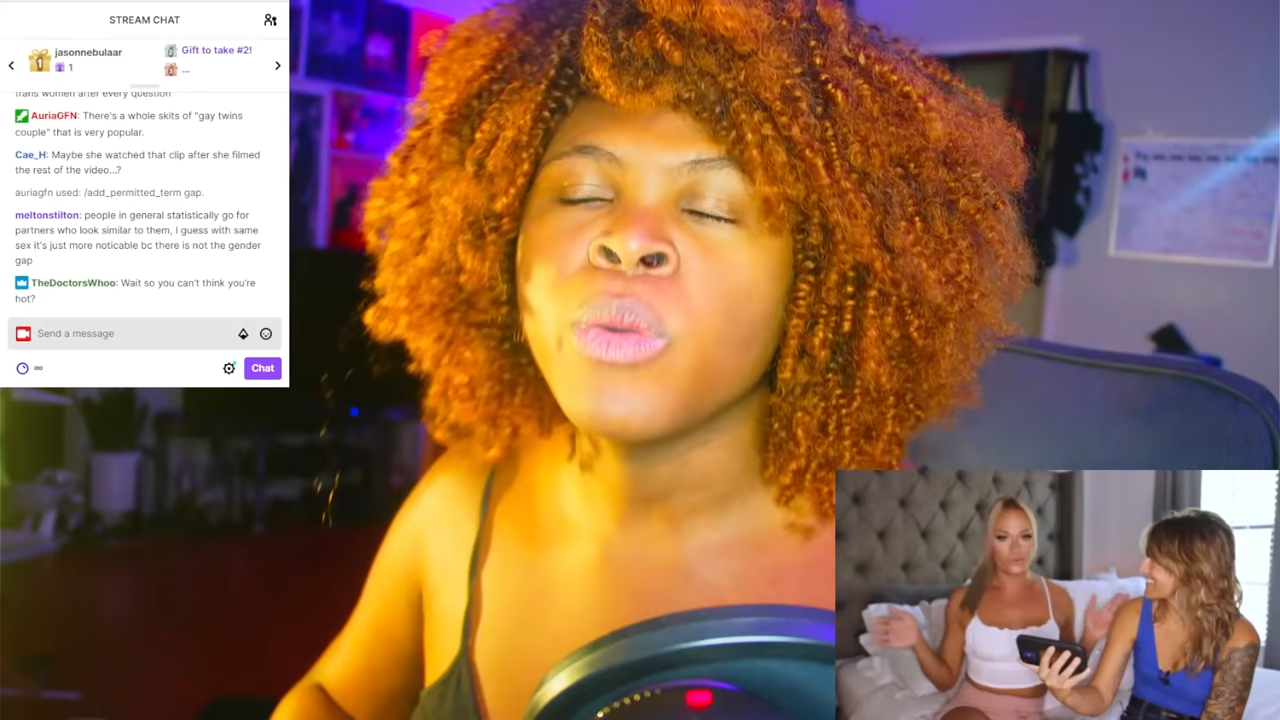 STREAM CHAT
jasonnebulaar
1
Gift to take #2!
...
trans women after every question
AuriaGFN: There's a whole skits of "gay twins
couple" that is very popular.
Cae_H: Maybe she watched that clip after she filmed
the rest of the video...?
auriagfn used: /add_permitted_term gap.
meltonstilton: people in general statistically go for
partners who look similar to them, I guess with same
sex it's just more noticable bc there is not the gender
gap
TheDoctorsWhoo: Wait so you can't think you're
hot?
Send a message
Chat